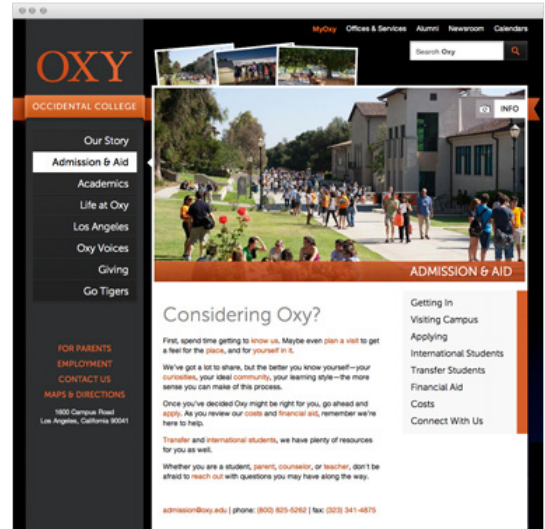 MyOxy Offices & Services Alumni Newsroom Calendars
Search Oxy
OXY
OCCIDENTAL COLLEGE
INFO
Our Story
Admission & Aid
Academics
Life at Oxy
Los Angeles
Oxy Voices
Giving
Go Tigers
ADMISSION & AID
FOR PARENTS
EMPLOYMENT
CONTACT US
MAPS & DIRECTIONS
1600 Campus Road
Los Angeles, California 90041
Considering Oxy?
First, spend time getting to know us. Maybe even plan a visit to get
a feel for the place, and for yourself in it.
We've got a lot to share, but the better you know yourself—your
curiosities, your ideal community, your learning style—the more
sense you can make of this process.
Once you've decided Oxy might be right for you, go ahead and
apply. As you review our costs and financial aid, remember we're
here to help.
Transfer and international students, we have plenty of resources
for you as well.
Whether you are a student, parent, counselor, or teacher, don't be
afraid to reach out with questions you may have along the way.
admission@oxy.edu | phone: (800) 825-5262 | fax: (323) 341-4875
Getting In
Visiting Campus
Applying
International Students
Transfer Students
Financial Aid
Costs
Connect With Us